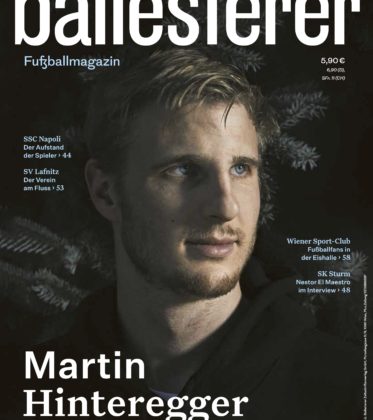 ballesterer
Fußballmagazin
5,90 €
SSC Napoli
Der Aufstand
der Spieler › 44
SV Lafnitz
Der Verein
am Fluss › 53
Wiener Sport-Club
Fußballfans in
der Eishalle › 58
SK Sturm
Nestor El Maestro
im Interview › 48
Martin
Hinteregger